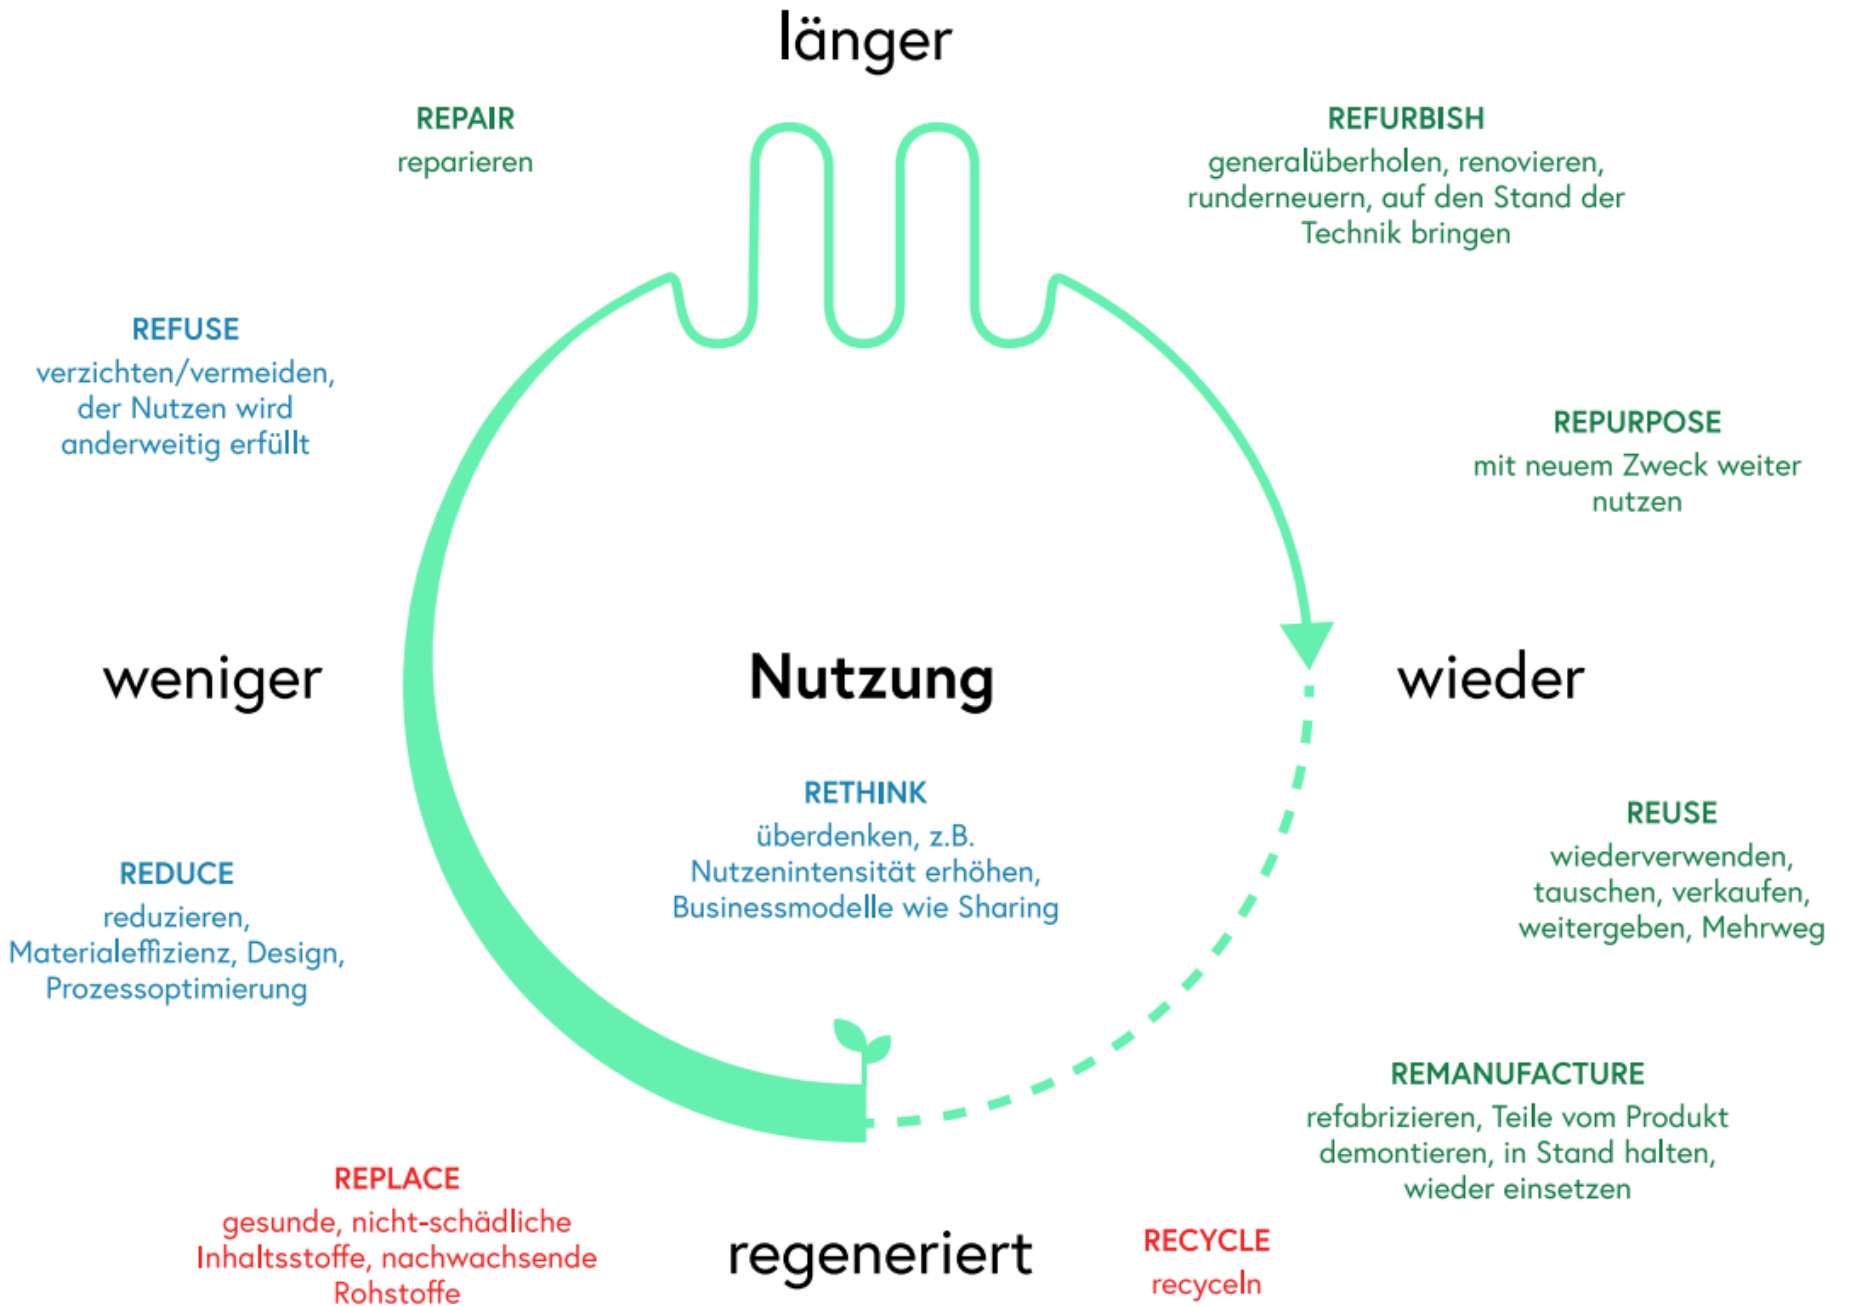 länger
REPAIR
reparieren
REFURBISH
generalüberholen, renovieren,
runderneuern, auf den Stand der
Technik bringen
REFUSE
verzichten/vermeiden,
der Nutzen wird
anderweitig erfüllt
REPURPOSE
mit neuem Zweck weiter
nutzen
weniger
Nutzung
wieder
RETHINK
überdenken, z.B.
Nutzenintensität erhöhen,
Businessmodelle wie Sharing
REUSE
wiederverwenden,
tauschen, verkaufen,
weitergeben, Mehrweg
REDUCE
reduzieren,
Materialeffizienz, Design,
Prozessoptimierung
REMANUFACTURE
refabrizieren, Teile vom Produkt
demontieren, in Stand halten,
wieder einsetzen
REPLACE
gesunde, nicht-schädliche
Inhaltsstoffe, nachwachsende
Rohstoffe
regeneriert
RECYCLE
recyceln